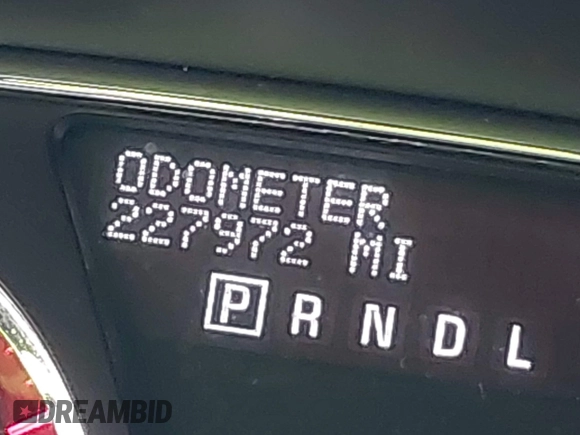 ODOMETER
227972 MI
P R N D L
DREAMBID